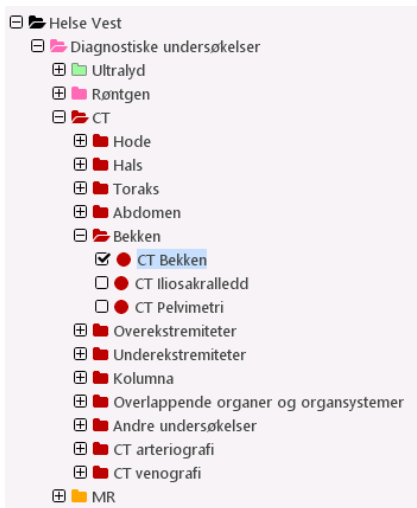 Helse Vest
Diagnostiske undersøkelser
Ultralyd
Røntgen
CT
Hode
Hals
Toraks
Abdomen
Bekken
CT Bekken
CT Iliosakralledd
CT Pelvimetri
Overekstremiteter
Underekstremiteter
Kolumna
Overlappende organer og organsystemer
Andre undersøkelser
CT arteriografi
CT venografi
MR